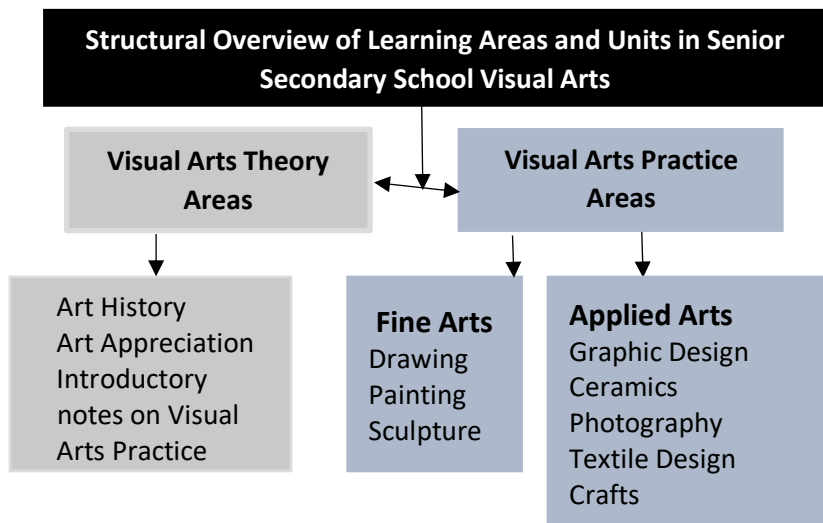 Structural Overview of Learning Areas and Units in Senior
Secondary School Visual Arts
Visual Arts Theory
Areas
Visual Arts Practice
Areas
Art History
Art Appreciation
Introductory
notes on Visual
Arts Practice
Fine Arts
Drawing
Painting
Sculpture
Applied Arts
Graphic Design
Ceramics
Photography
Textile Design
Crafts